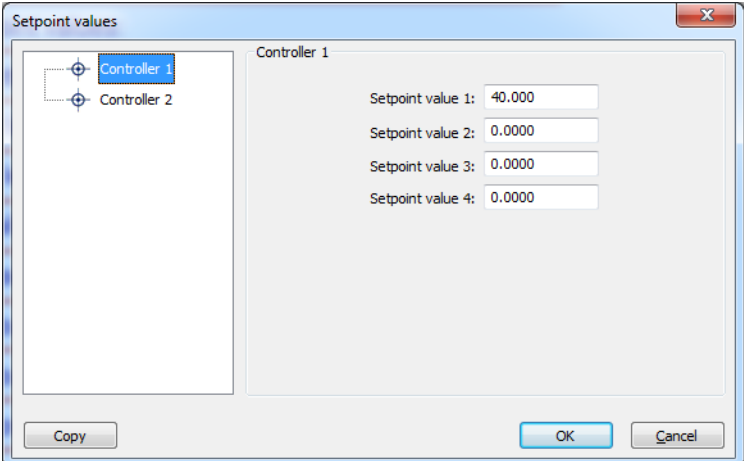 Setpoint values
Controller 1
Controller 2
Controller 1
Setpoint value 1: 40.000
Setpoint value 2: 0.0000
Setpoint value 3: 0.0000
Setpoint value 4: 0.0000
Copy OK Cancel